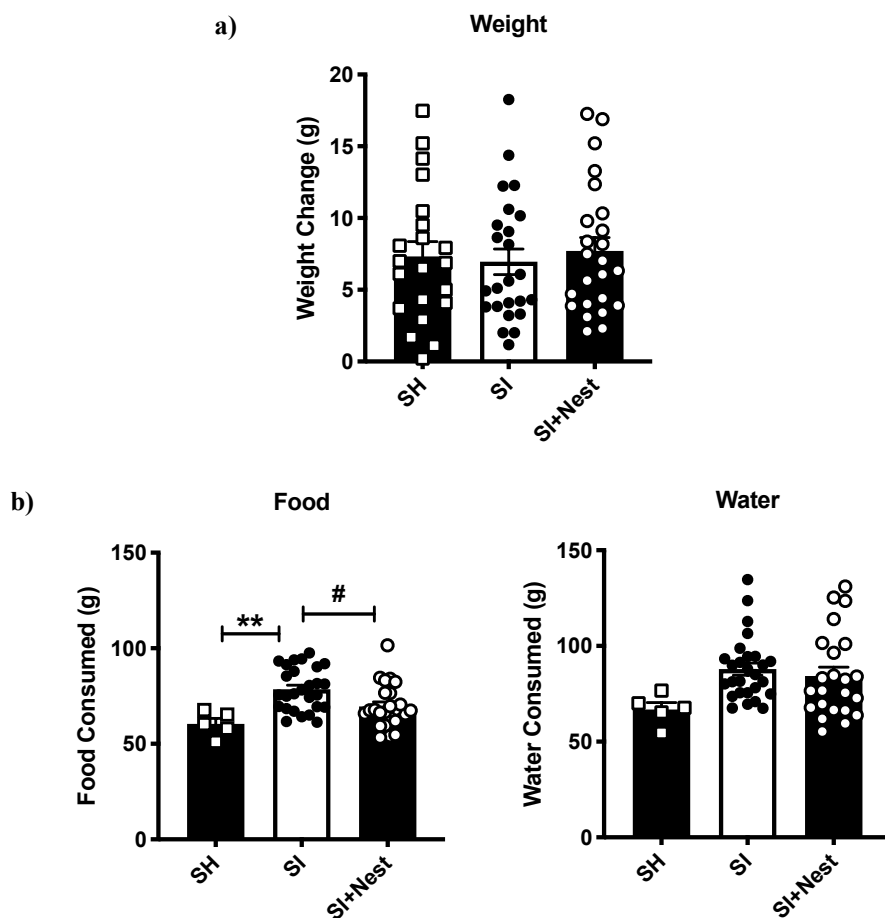 a)
Weight
Weight Change (g)
20
15
10
5
0
SH
SI
SI+Nest
b)
Food
Food Consumed (g)
150
100
50
0
**
#
SH
SI
SI+Nest
Water
Water Consumed (g)
150
100
50
0
SH
SI
SI+Nest